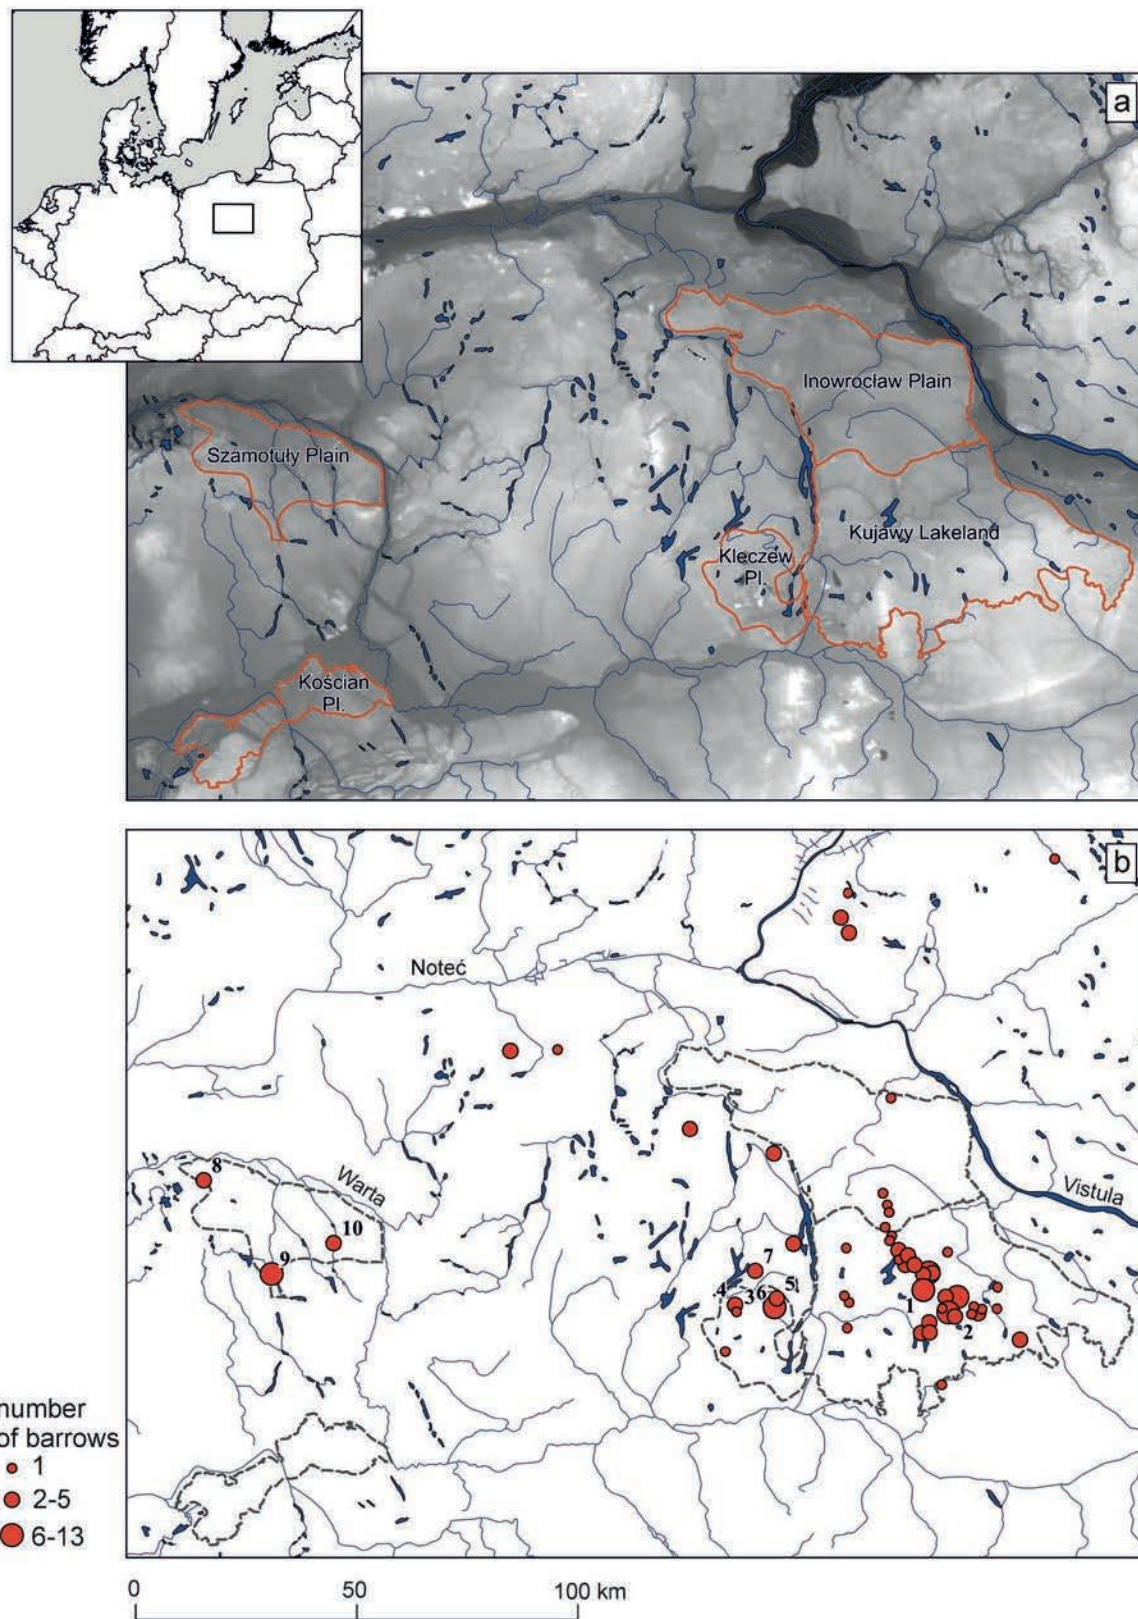 a
Inowrocław Plain
Szamotuły Plain
Kujawy Lakeland
Kleczew
Pl.
Kościan
Pl.
b
Noteć
8
Warta
Vistula
10
9
7
4
3
6
5
1
2
number
of barrows
1
2-5
6-13
0
50
100 km